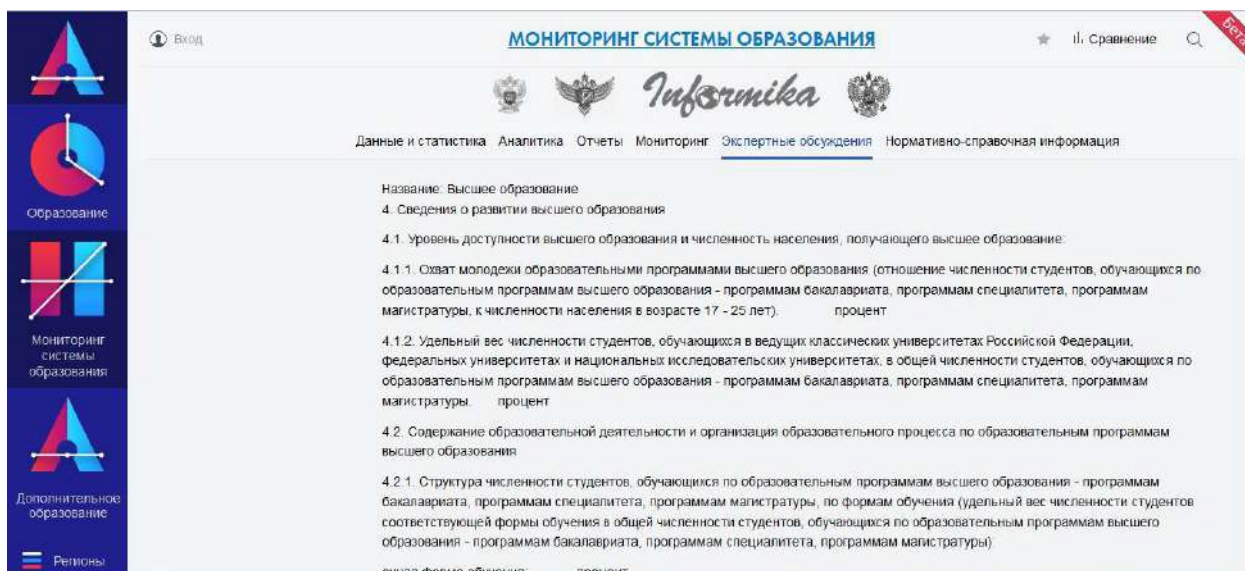 Вход
МОНИТОРИНГ СИСТЕМЫ ОБРАЗОВАНИЯ
Сравнение
Бета
Informika
Данные и статистика Аналитика Отчеты Мониторинг Экспертные обсуждения Нормативно-справочная информация
Образование
Мониторинг
системы
образования
Дополнительное
образование
Регионы
Название: Высшее образование
4. Сведения о развитии высшего образования
4.1. Уровень доступности высшего образования и численность населения, получающего высшее образование:
4.1.1. Охват молодежи образовательными программами высшего образования (отношение численности студентов, обучающихся по
образовательным программам высшего образования - программам бакалавриата, программам специалитета, программам
магистратуры, к численности населения в возрасте 17 - 25 лет). процент
4.1.2. Удельный вес численности студентов, обучающихся в ведущих классических университетах Российской Федерации,
федеральных университетах и национальных исследовательских университетах, в общей численности студентов, обучающихся по
образовательным программам высшего образования - программам бакалавриата, программам специалитета, программам
магистратуры. процент
4.2. Содержание образовательной деятельности и организация образовательного процесса по образовательным программам
высшего образования
4.2.1. Структура численности студентов, обучающихся по образовательным программам высшего образования - программам
бакалавриата, программам специалитета, программам магистратуры, по формам обучения (удельный вес численности студентов
соответствующей формы обучения в общей численности студентов, обучающихся по образовательным программам высшего
образования - программам бакалавриата, программам специалитета, программам магистратуры):